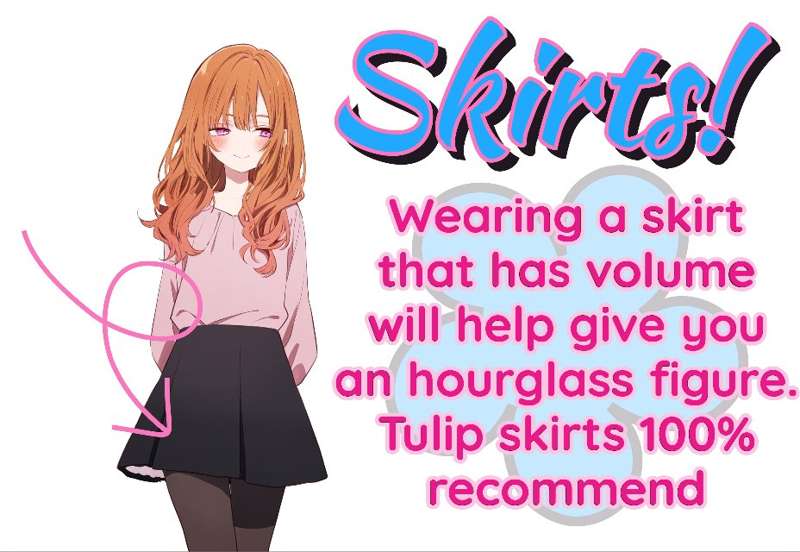 Skirts!
Wearing a skirt
that has volume
will help give you
an hourglass figure.
Tulip skirts 100%
recommend